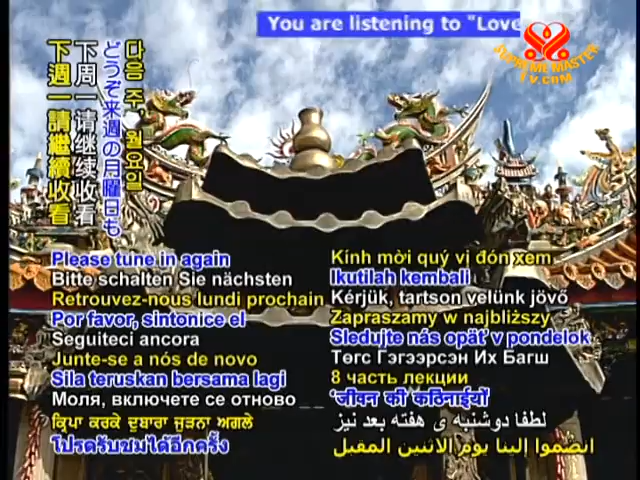 You are listening to "Love
SUPREME MASTER
TV.COM
下週一請繼續收看
下周一请继续收看
どうぞ来週の月曜日も
다음 주, 월요일
Please tune in again
Bitte schalten Sie nächsten
Retrouvez-nous lundi prochain
Por favor, sintonice el
Seguiteci ancora
Junte-se a nós de novo
Sila teruskan bersama lagi
Моля, включете се отново
ਕ੍ਰਿਪਾ ਕਰਕੇ ਦੁਬਾਰਾ ਜੁੜਨਾ ਅਗਲੇ
โปรดรับชมได้อีกครั้ง
Kính mời quý vị đón xem
Ikutilah kembali
Kérjük, tartson velünk jövő
Zapraszamy w najbliższy
Sledujte nás opäť v pondelok
Төгс Гэгээрсэн Их Багш
8 часть лекции
'जीवन की कठिनाईयों
لطفا دوشنبه ی هفته بعد نیز
انضموا إلينا يوم الاثنين المقبل